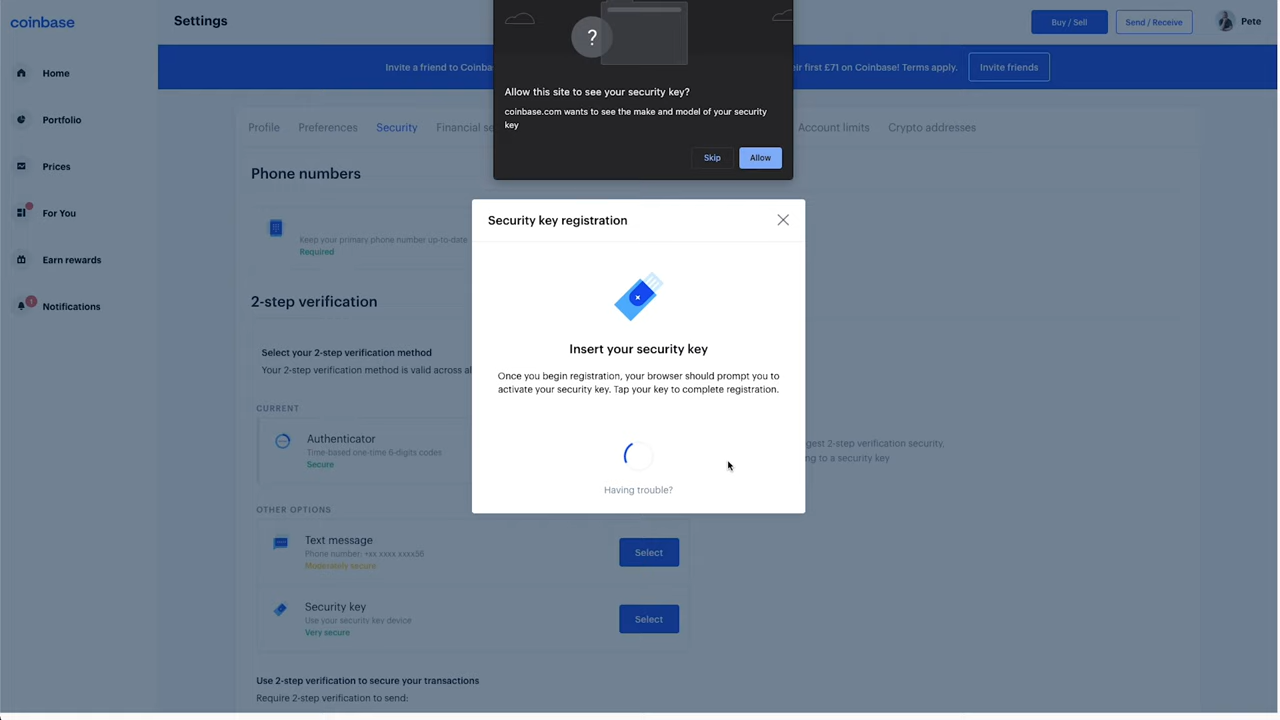 coinbase
Settings
Buy / Sell
Send / Receive
Pete
Home
Portfolio
Prices
For You
Earn rewards
1
Notifications
Invite a friend to Coinba
eir first £71 on Coinbase! Terms apply.
Invite friends
?
Allow this site to see your security key?
coinbase.com wants to see the make and model of your security
key
Skip
Allow
Profile
Preferences
Security
Financial se
Account limits
Crypto addresses
Phone numbers
Keep your primary phone number up-to-date
Required
2-step verification
Select your 2-step verification method
Your 2-step verification method is valid across al
CURRENT
Authenticator
Time-based one-time 6-digits codes
Secure
gest 2-step verification security,
ng to a security key
OTHER OPTIONS
Text message
Phone number: +xx xxxx xxxx56
Moderately secure
Select
Security key
Use your security key device
Very secure
Select
Use 2-step verification to secure your transactions
Require 2-step verification to send:
Security key registration
Insert your security key
Once you begin registration, your browser should prompt you to
activate your security key. Tap your key to complete registration.
Having trouble?